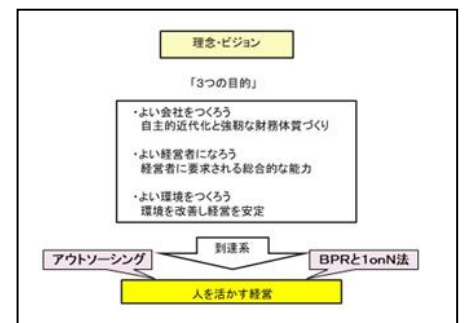 理念・ビジョン
「3つの目的」
・よい会社をつくろう
自主的近代化と強靭な財務体質づくり
・よい経営者になろう
経営者に要求される総合的な能力
・よい環境をつくろう
環境を改善し経営を安定
到達系
アウトソーシング
BPRと1onN法
人を活かす経営